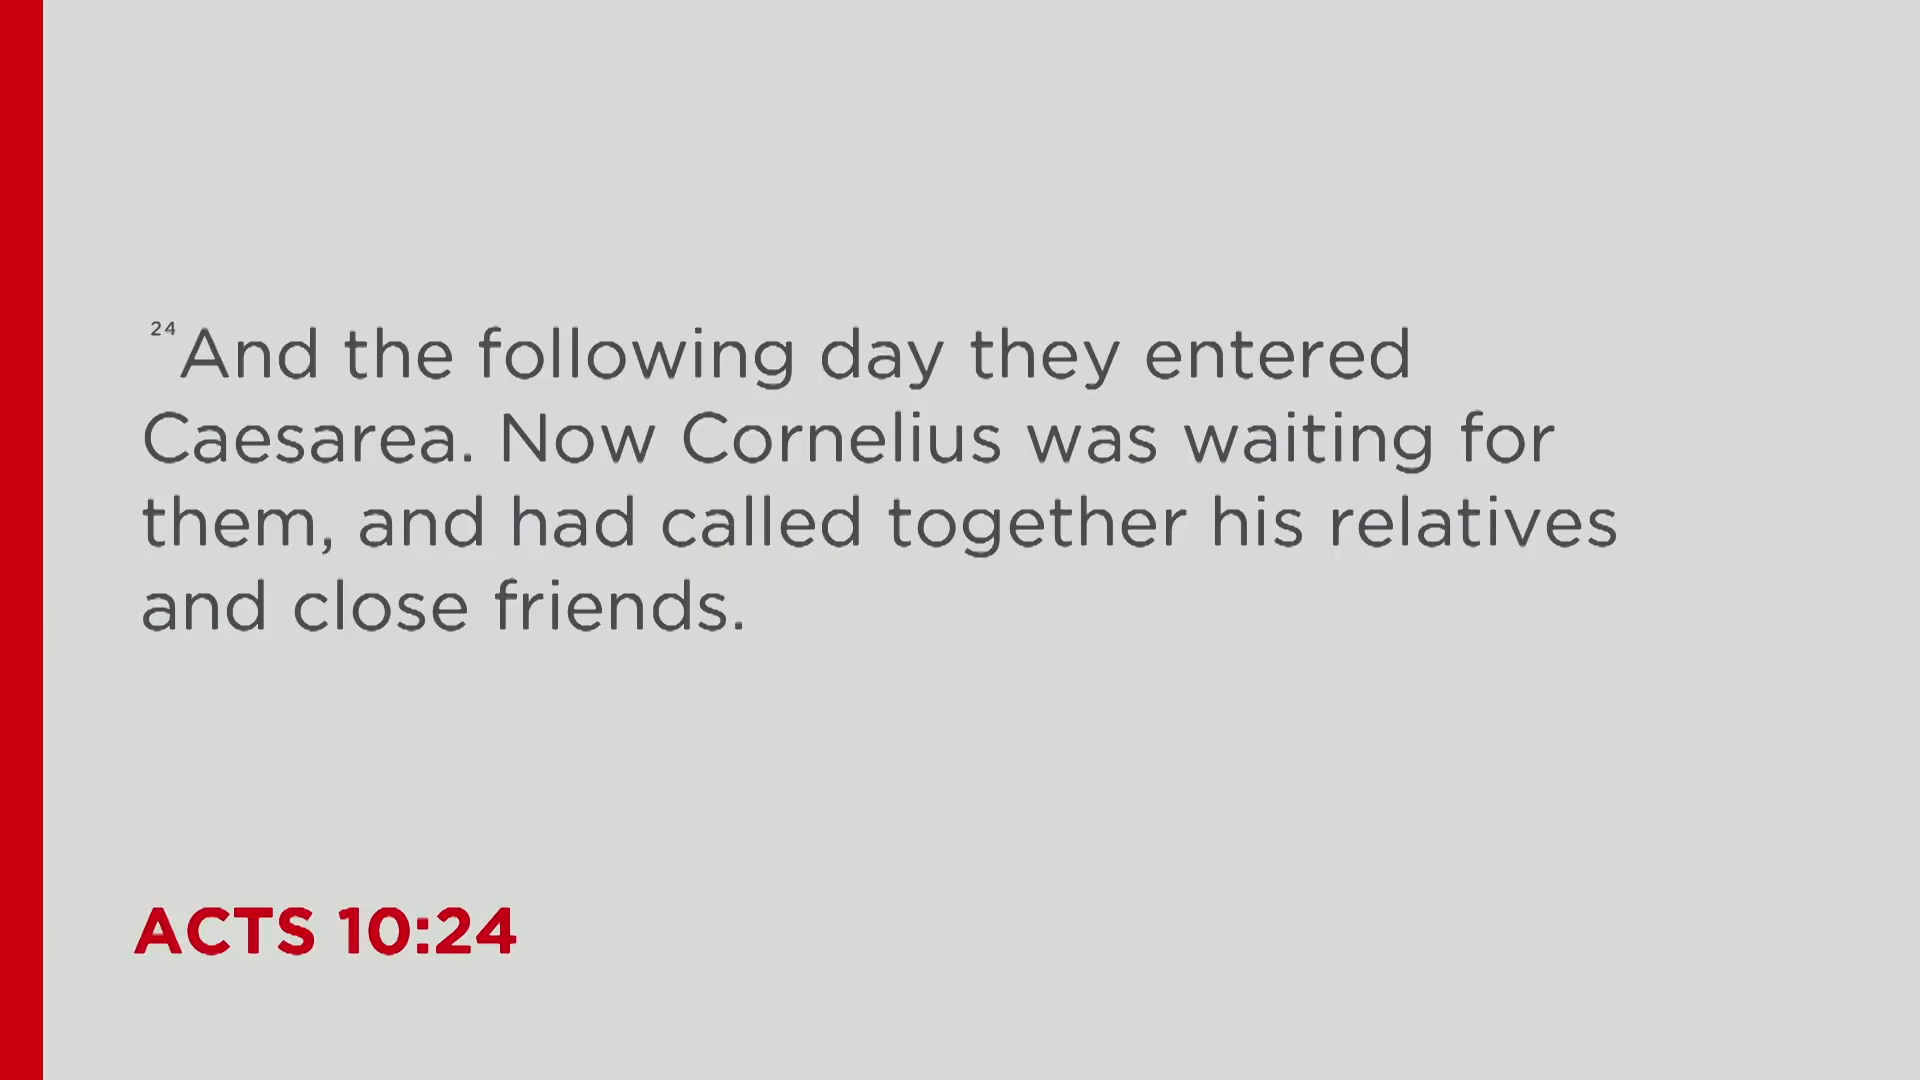 24 And the following day they entered
Caesarea. Now Cornelius was waiting for
them, and had called together his relatives
and close friends.
ACTS 10:24